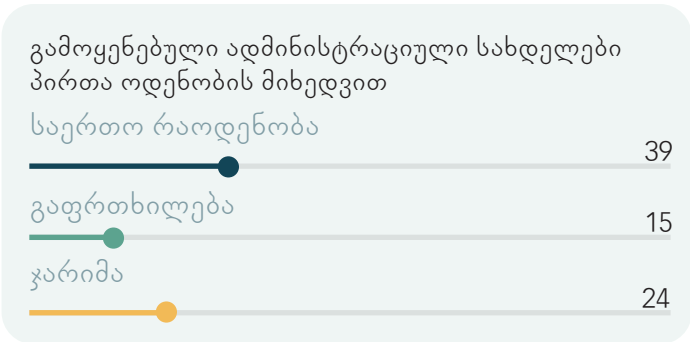 გამოყენებული ადმინისტრაციული სახდელები
პირთა ოდენობის მიხედვით
საერთო რაოდენობა
39
გაფრთხილება
15
ჯარიმა
24